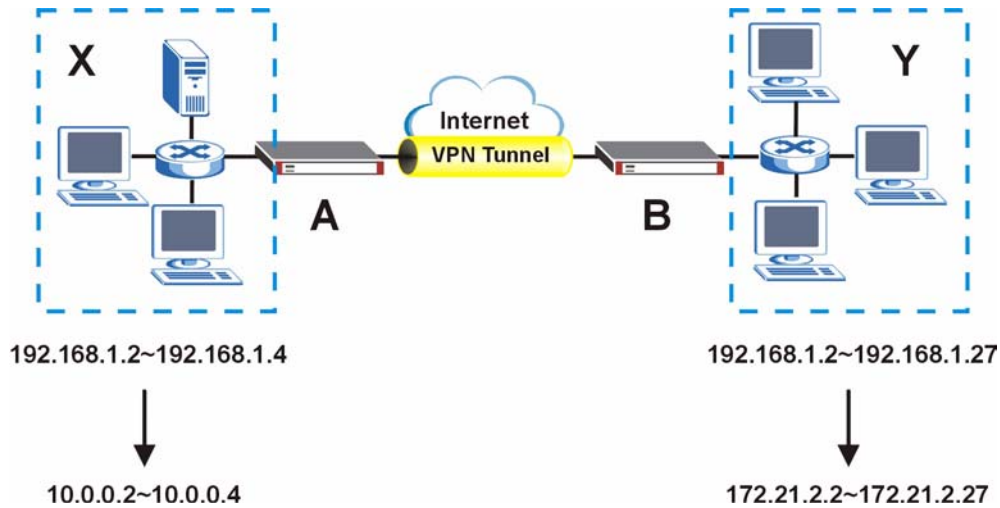 X
Y
Internet
VPN Tunnel
A
B
192.168.1.2~192.168.1.4
192.168.1.2~192.168.1.27
10.0.0.2~10.0.0.4
172.21.2.2~172.21.2.27